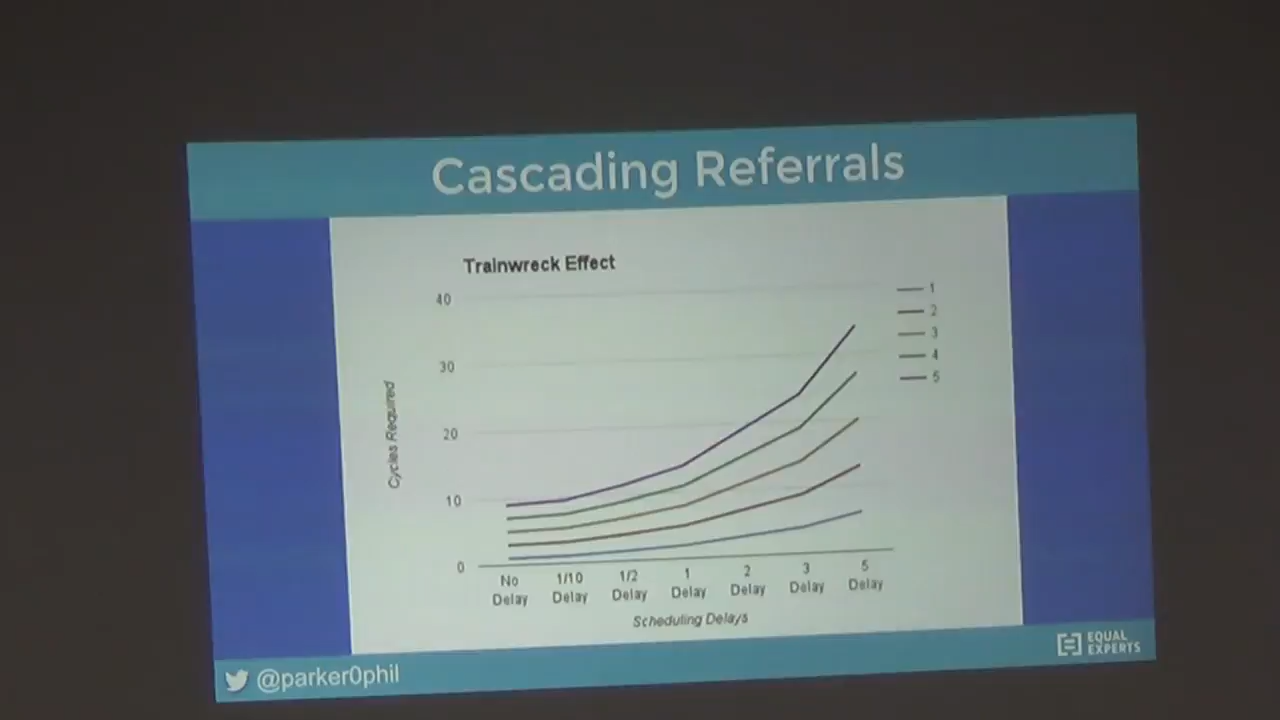 Cascading Referrals
Trainwreck Effect
40
30
20
10
0
Cycles Required
1
2
3
4
5
No Delay
1/10 Delay
1/2 Delay
1 Delay
2 Delay
3 Delay
5 Delay
Scheduling Delays
@parker0phil
EQUAL
EXPERTS